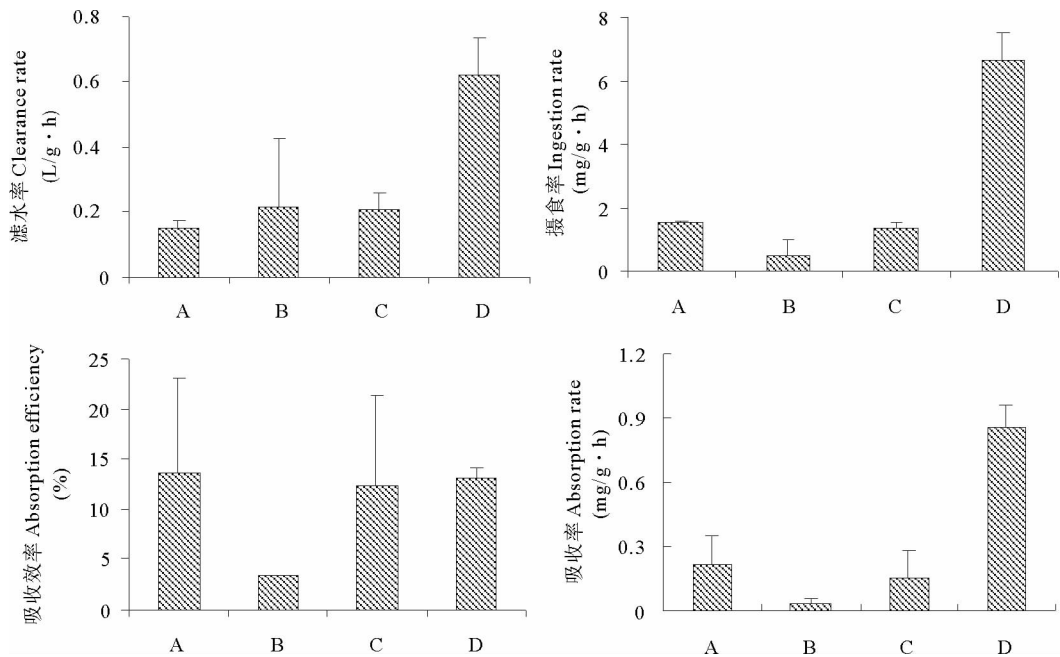 滤水率 Clearance rate
(L/g·h)
0.8
0.6
0.4
0.2
0
A B C D
摄食率 Ingestion rate
(mg/g·h)
8
6
4
2
0
A B C D
吸收效率 Absorption efficiency
(%)
25
20
15
10
5
0
A B C D
吸收率 Absorption rate
(mg/g·h)
1.2
0.9
0.6
0.3
0
A B C D